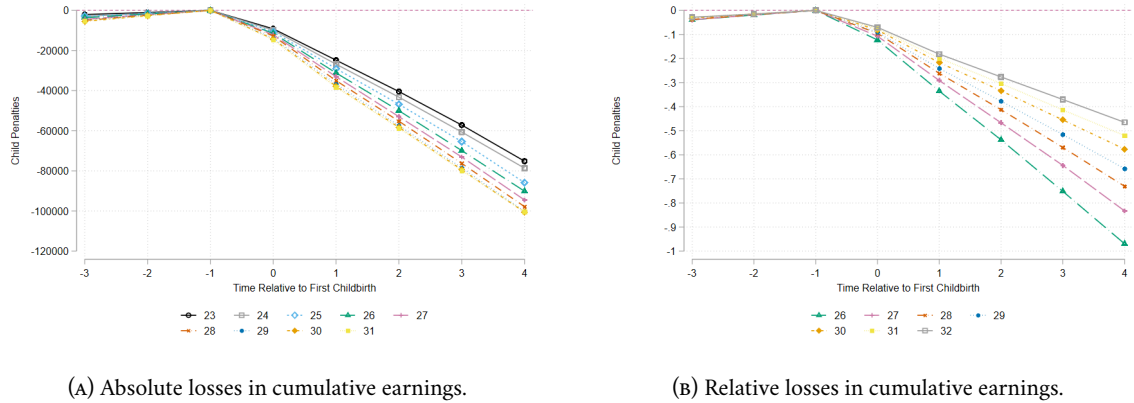 0
-20000
-40000
-60000
-80000
-100000
-120000
Child Penalties
-3 -2 -1 0 1 2 3 4
Time Relative to First Childbirth
23 24 25 26 27
28 29 30 31
(A) Absolute losses in cumulative earnings.
0
-.1
-.2
-.3
-.4
-.5
-.6
-.7
-.8
-.9
-1
Child Penalties
-3 -2 -1 0 1 2 3 4
Time Relative to First Childbirth
26 27 28 29
30 31 32
(B) Relative losses in cumulative earnings.